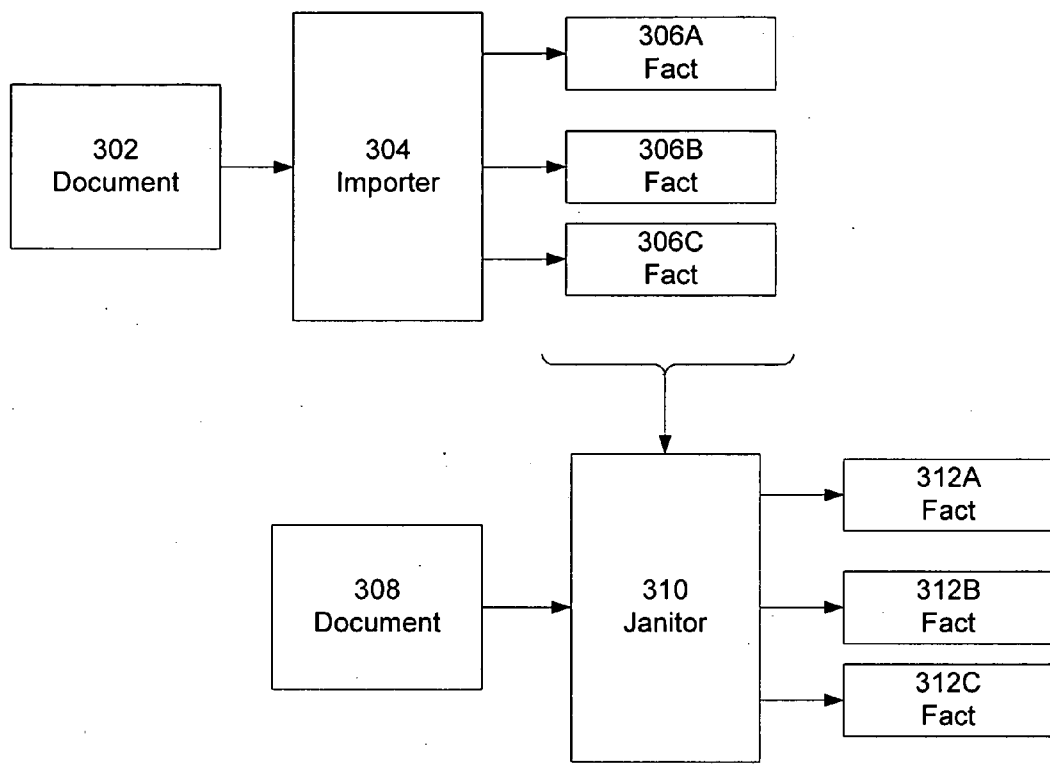 302
Document
304
Importer
306A
Fact
306B
Fact
306C
Fact
308
Document
310
Janitor
312A
Fact
312B
Fact
312C
Fact